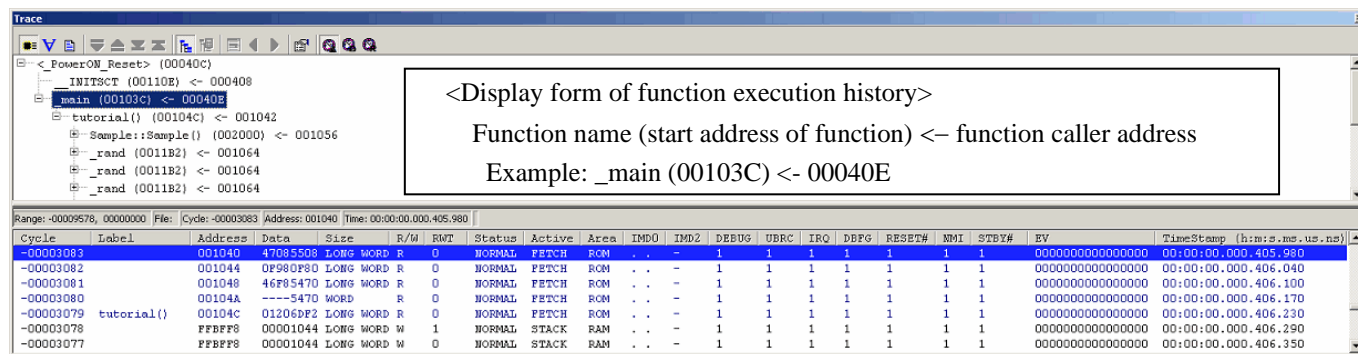 Trace
<_PowerON_Reset> (00040C)
__INITSCT (00110E) <- 000408
_main (00103C) <- 00040E
tutorial() (00104C) <- 001042
Sample::Sample() (002000) <- 001056
_rand (0011B2) <- 001064
_rand (0011B2) <- 001064
_rand (0011B2) <- 001064
<Display form of function execution history>
Function name (start address of function) <– function caller address
Example: _main (00103C) <- 00040E
Range: -00009578, 00000000 File: Cycle: -00003083 Address: 001040 Time: 00:00:00.000.405.980
Cycle Label Address Data Size R/W RWT Status Active Area IMD0 IMD2 DEBUG UBRC IRQ DBFG RESET# NMI STBY# EV TimeStamp (h:m:s.ms.us.ns)
-00003083 001040 47085508 LONG WORD R 0 NORMAL FETCH ROM . . - 1 1 1 1 1 1 1 0000000000000000 00:00:00.000.405.980
-00003082 001044 0F980F80 LONG WORD R 0 NORMAL FETCH ROM . . - 1 1 1 1 1 1 1 0000000000000000 00:00:00.000.406.040
-00003081 001048 46F85470 LONG WORD R 0 NORMAL FETCH ROM . . - 1 1 1 1 1 1 1 0000000000000000 00:00:00.000.406.100
-00003080 00104A ----5470 WORD R 0 NORMAL FETCH ROM . . - 1 1 1 1 1 1 1 0000000000000000 00:00:00.000.406.170
-00003079 tutorial() 00104C 01206DF2 LONG WORD R 0 NORMAL FETCH ROM . . - 1 1 1 1 1 1 1 0000000000000000 00:00:00.000.406.230
-00003078 FFBFF8 00001044 LONG WORD W 1 NORMAL STACK RAM . . - 1 1 1 1 1 1 1 0000000000000000 00:00:00.000.406.290
-00003077 FFBFF8 00001044 LONG WORD W 0 NORMAL STACK RAM . . - 1 1 1 1 1 1 1 0000000000000000 00:00:00.000.406.350